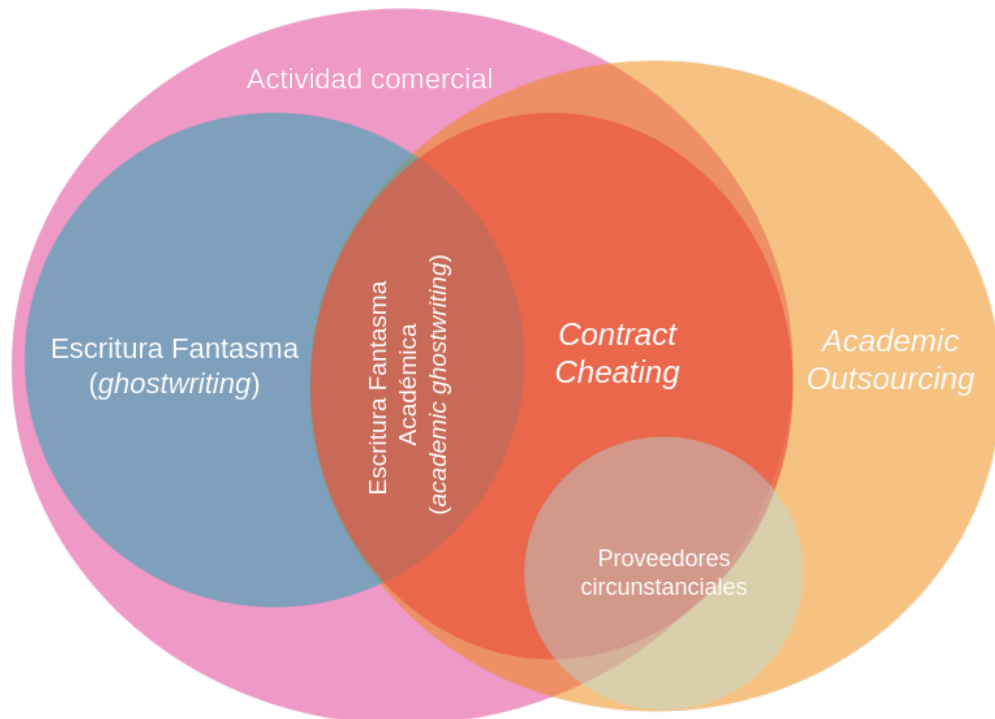 Actividad comercial
Escritura Fantasma
(ghostwriting)
Escritura Fantasma
Académica
(academic ghostwriting)
Contract
Cheating
Academic
Outsourcing
Proveedores
circunstanciales